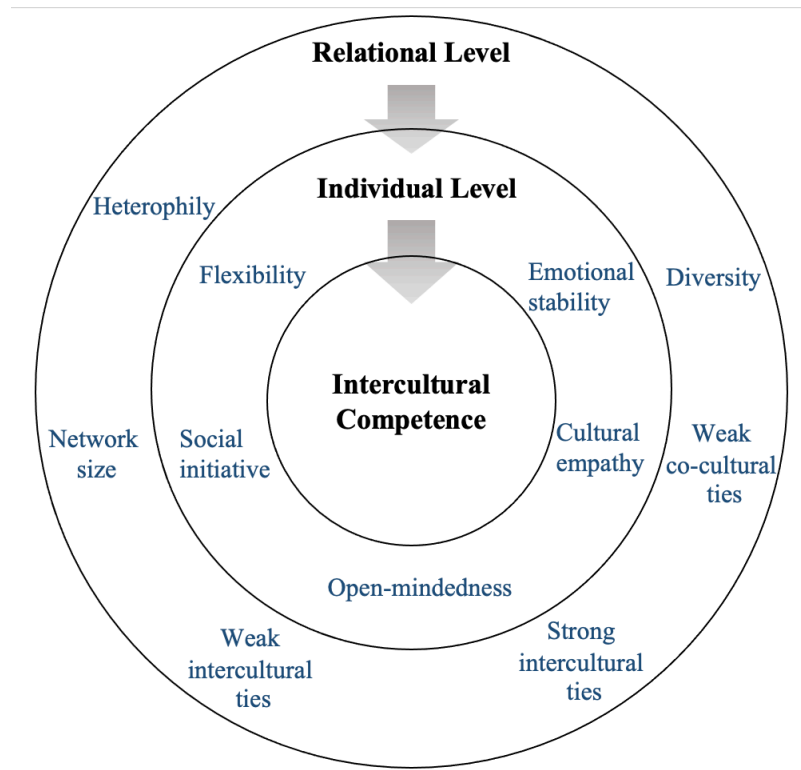 Relational Level
Individual Level
Heterophily
Flexibility
Emotional
stability
Diversity
Intercultural
Competence
Network
size
Social
initiative
Cultural
empathy
Weak
co-cultural
ties
Open-mindedness
Weak
intercultural
ties
Strong
intercultural
ties